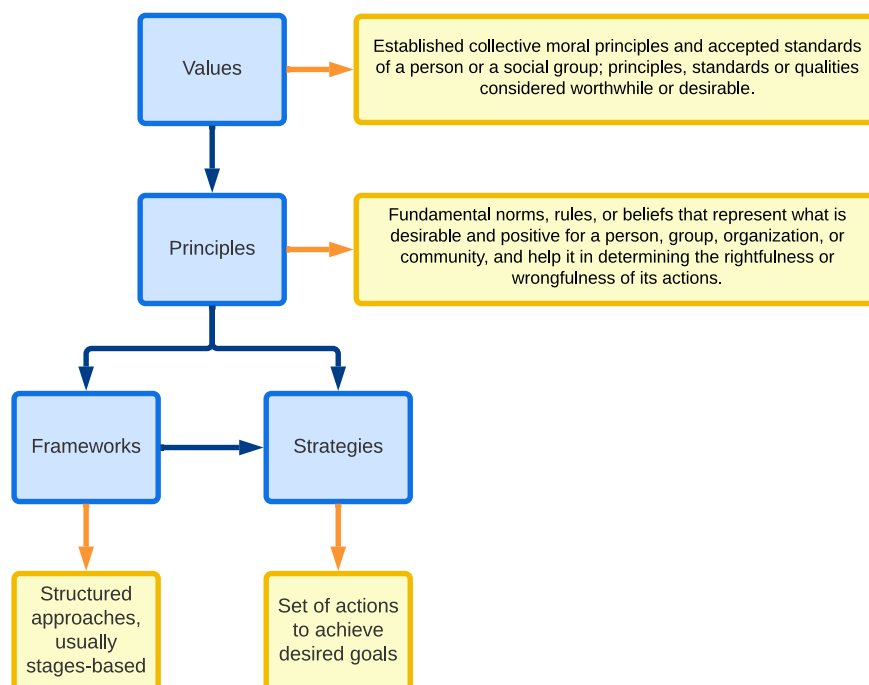 Values
Established collective moral principles and accepted standards
of a person or a social group; principles, standards or qualities
considered worthwhile or desirable.
Principles
Fundamental norms, rules, or beliefs that represent what is
desirable and positive for a person, group, organization, or
community, and help it in determining the rightfulness or
wrongfulness of its actions.
Frameworks
Strategies
Structured
approaches,
usually
stages-based
Set of actions
to achieve
desired goals